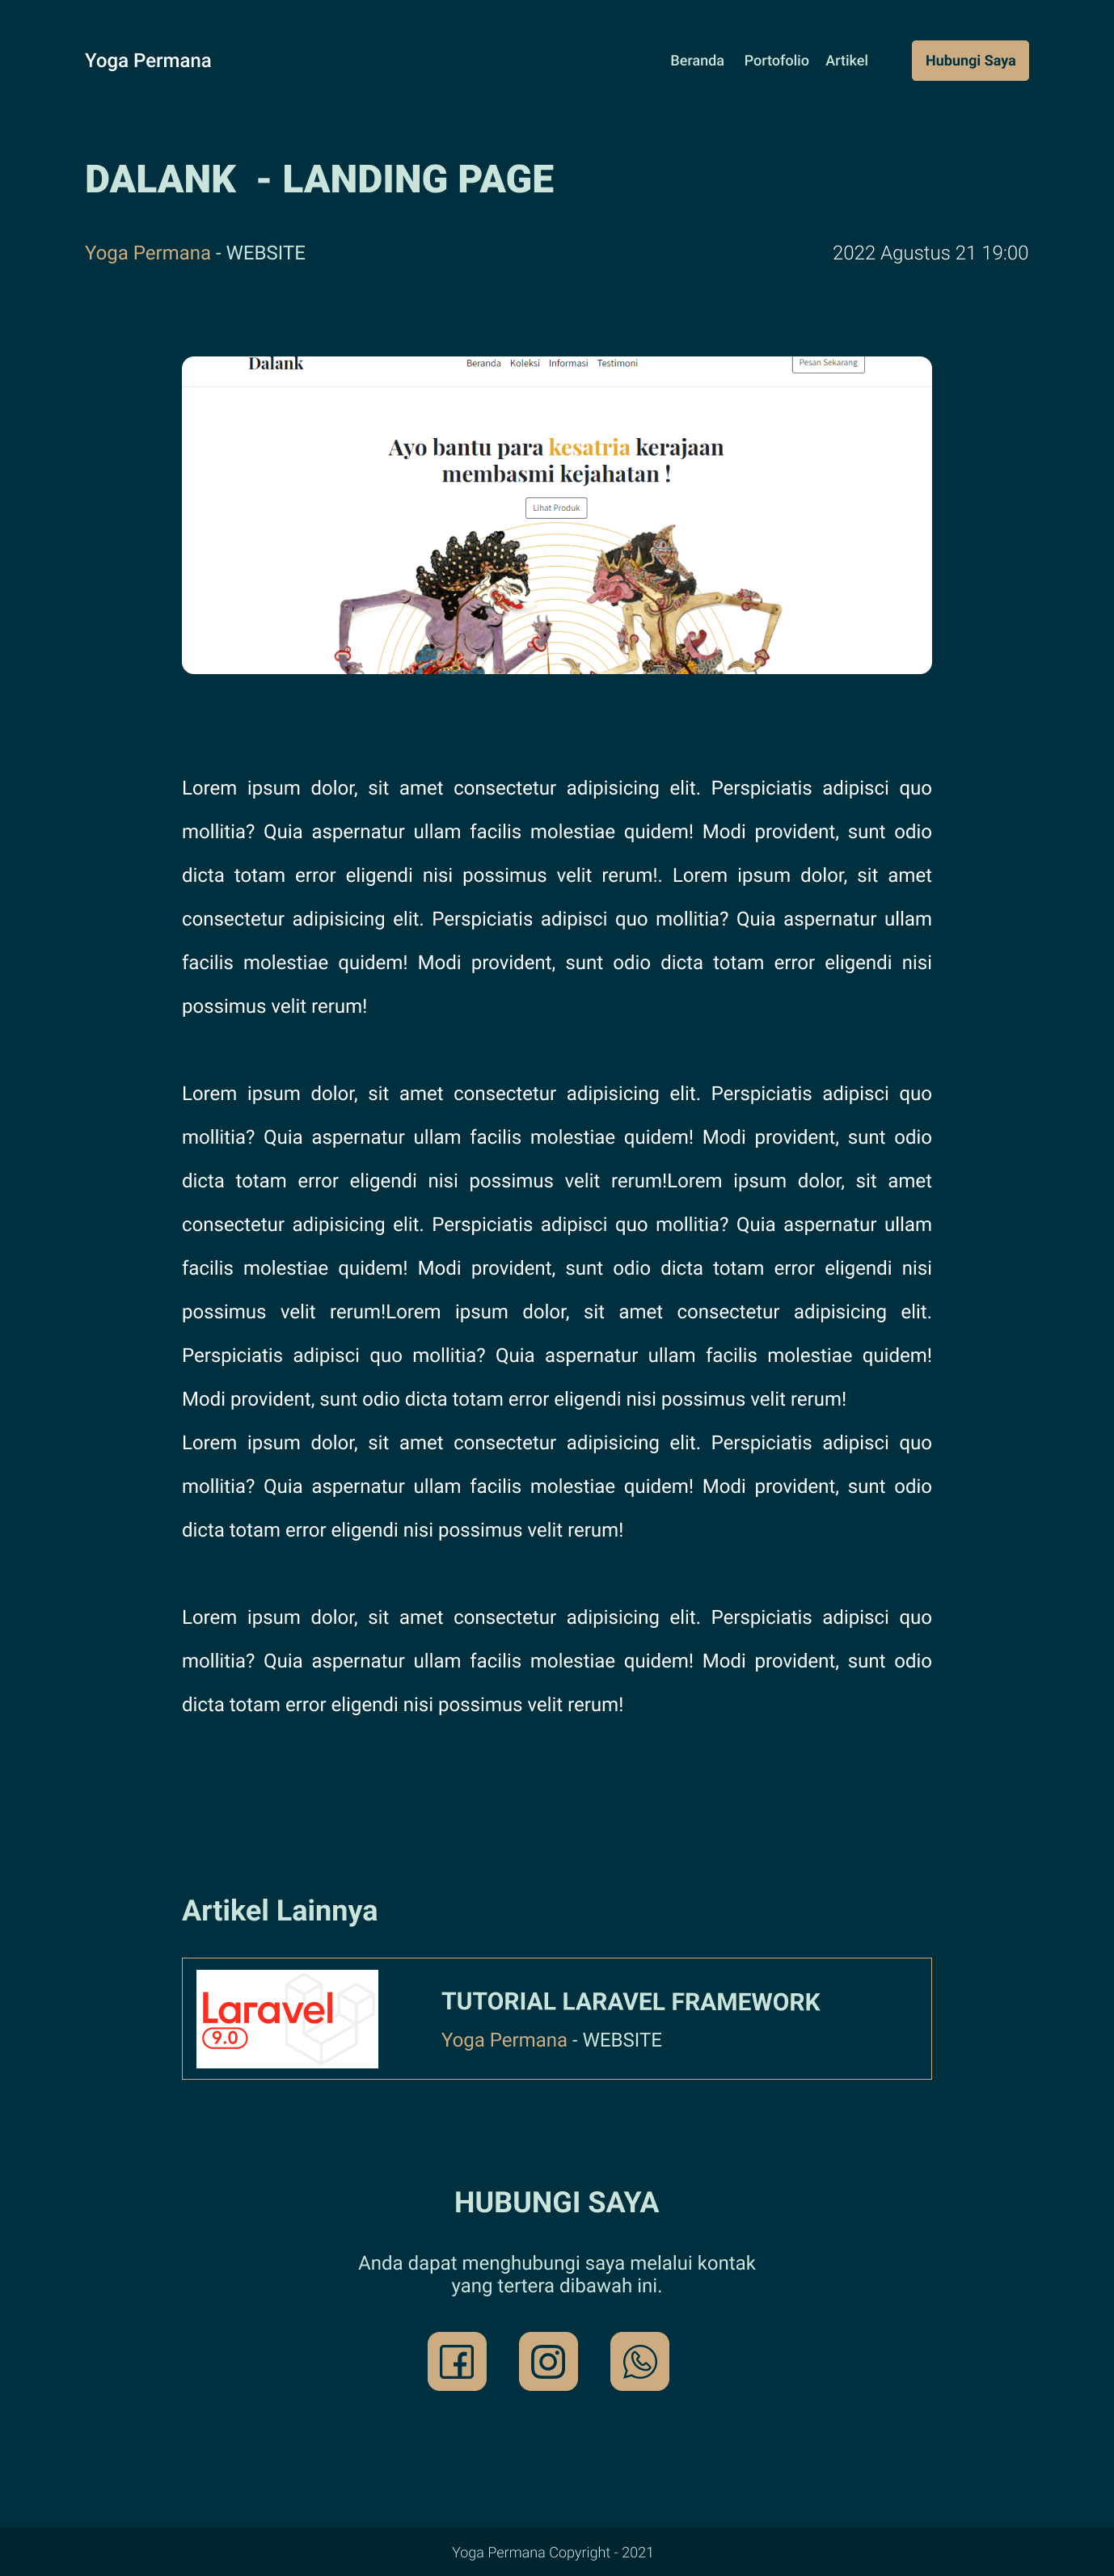 Yoga Permana
Beranda Portofolio Artikel Hubungi Saya
DALANK - LANDING PAGE
Yoga Permana - WEBSITE
2022 Agustus 21 19:00
Dalank
Beranda Koleksi Informasi Testimoni
Pesan Sekarang
Ayo bantu para kesatria kerajaan
membasmi kejahatan !
Lihat Produk
Lorem ipsum dolor, sit amet consectetur adipisicing elit. Perspiciatis adipisci quo
mollitia? Quia aspernatur ullam facilis molestiae quidem! Modi provident, sunt odio
dicta totam error eligendi nisi possimus velit rerum!. Lorem ipsum dolor, sit amet
consectetur adipisicing elit. Perspiciatis adipisci quo mollitia? Quia aspernatur ullam
facilis molestiae quidem! Modi provident, sunt odio dicta totam error eligendi nisi
possimus velit rerum!
Lorem ipsum dolor, sit amet consectetur adipisicing elit. Perspiciatis adipisci quo
mollitia? Quia aspernatur ullam facilis molestiae quidem! Modi provident, sunt odio
dicta totam error eligendi nisi possimus velit rerum!Lorem ipsum dolor, sit amet
consectetur adipisicing elit. Perspiciatis adipisci quo mollitia? Quia aspernatur ullam
facilis molestiae quidem! Modi provident, sunt odio dicta totam error eligendi nisi
possimus velit rerum!Lorem ipsum dolor, sit amet consectetur adipisicing elit.
Perspiciatis adipisci quo mollitia? Quia aspernatur ullam facilis molestiae quidem!
Modi provident, sunt odio dicta totam error eligendi nisi possimus velit rerum!
Lorem ipsum dolor, sit amet consectetur adipisicing elit. Perspiciatis adipisci quo
mollitia? Quia aspernatur ullam facilis molestiae quidem! Modi provident, sunt odio
dicta totam error eligendi nisi possimus velit rerum!
Lorem ipsum dolor, sit amet consectetur adipisicing elit. Perspiciatis adipisci quo
mollitia? Quia aspernatur ullam facilis molestiae quidem! Modi provident, sunt odio
dicta totam error eligendi nisi possimus velit rerum!
Artikel Lainnya
Laravel
9.0
TUTORIAL LARAVEL FRAMEWORK
Yoga Permana - WEBSITE
HUBUNGI SAYA
Anda dapat menghubungi saya melalui kontak
yang tertera dibawah ini.
Yoga Permana Copyright - 2021